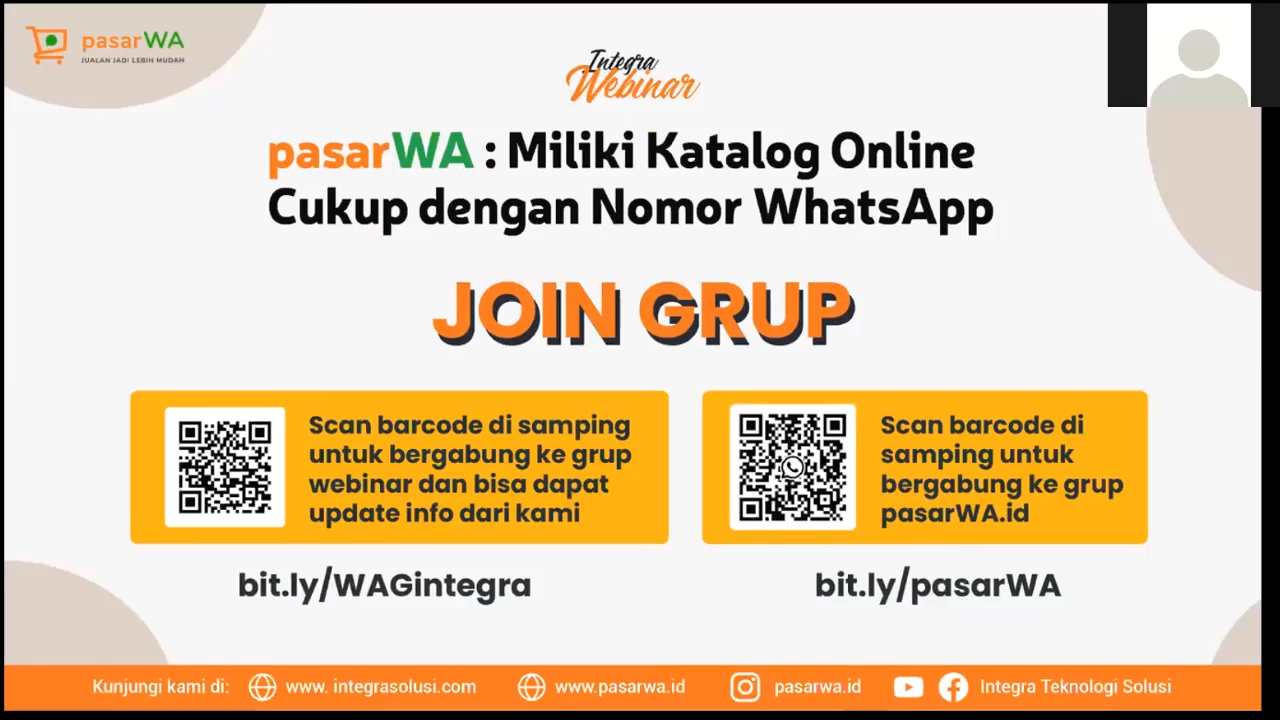 pasarWA
JUALAN JADI LEBIH MUDAH
Integra
Webinar
pasarWA : Miliki Katalog Online
Cukup dengan Nomor WhatsApp
JOIN GRUP
Scan barcode di samping
untuk bergabung ke grup
webinar dan bisa dapat
update info dari kami
bit.ly/WAGintegra
Scan barcode di
samping untuk
bergabung ke grup
pasarWA.id
bit.ly/pasarWA
Kunjungi kami di: www. integrasolusi.com www.pasarwa.id pasarwa.id Integra Teknologi Solusi